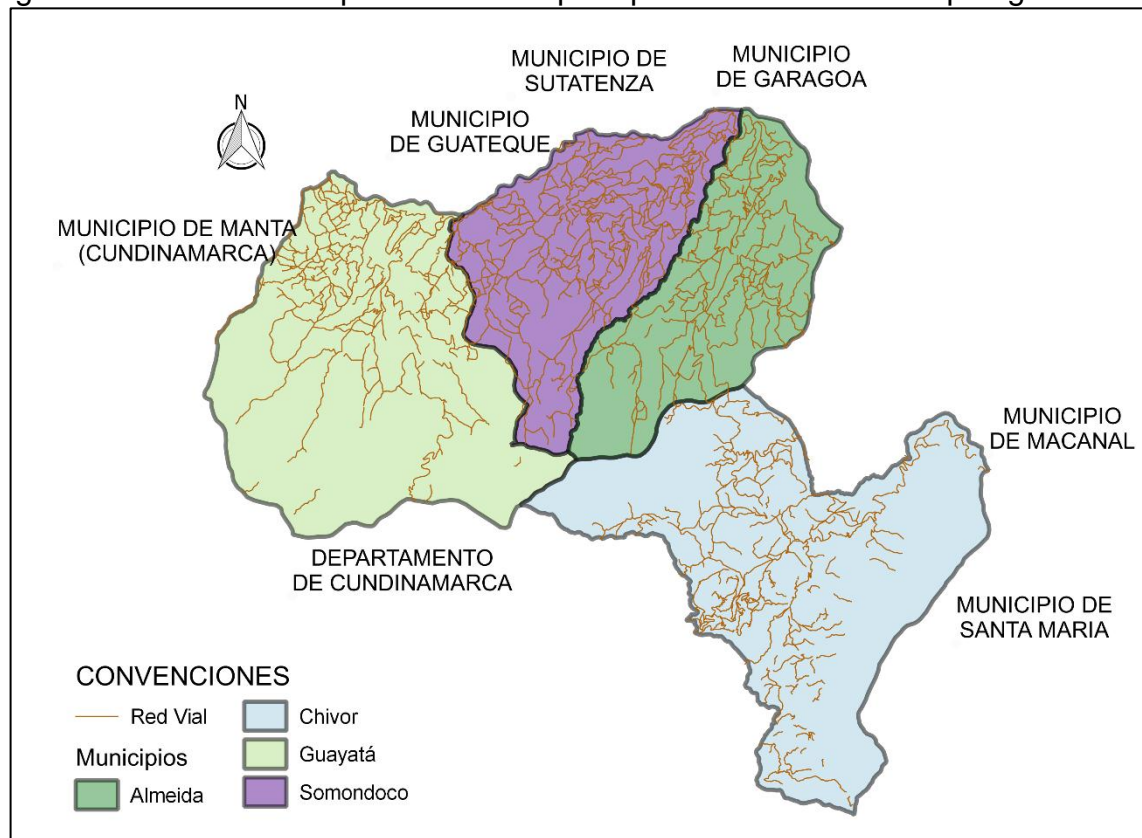 MUNICIPIO DE
SUTATENZA
MUNICIPIO
DE GARAGOA
MUNICIPIO
DE GUATEQUE
N
MUNICIPIO DE MANTA
(CUNDINAMARCA)
MUNICIPIO
DE MACANAL
DEPARTAMENTO
DE CUNDINAMARCA
MUNICIPIO DE
SANTA MARIA
CONVENCIONES
Red Vial
Municipios
Almeida
Chivor
Guayatá
Somondoco